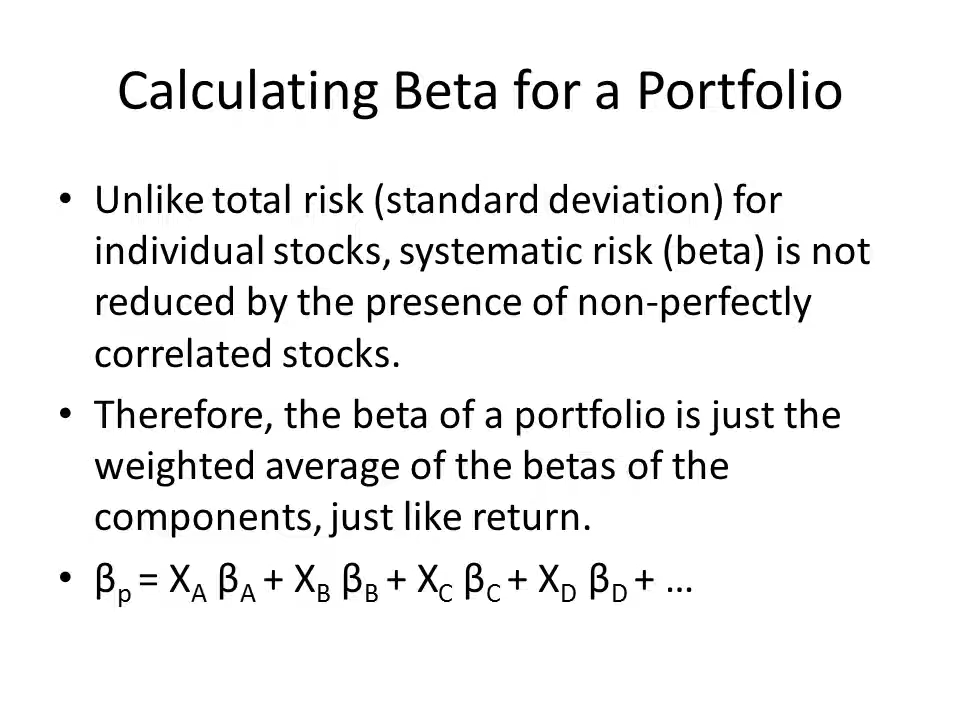 Calculating Beta for a Portfolio
• Unlike total risk (standard deviation) for
individual stocks, systematic risk (beta) is not
reduced by the presence of non-perfectly
correlated stocks.
• Therefore, the beta of a portfolio is just the
weighted average of the betas of the
components, just like return.
• βp = XA βA + XB βB + XC βC + XD βD + …